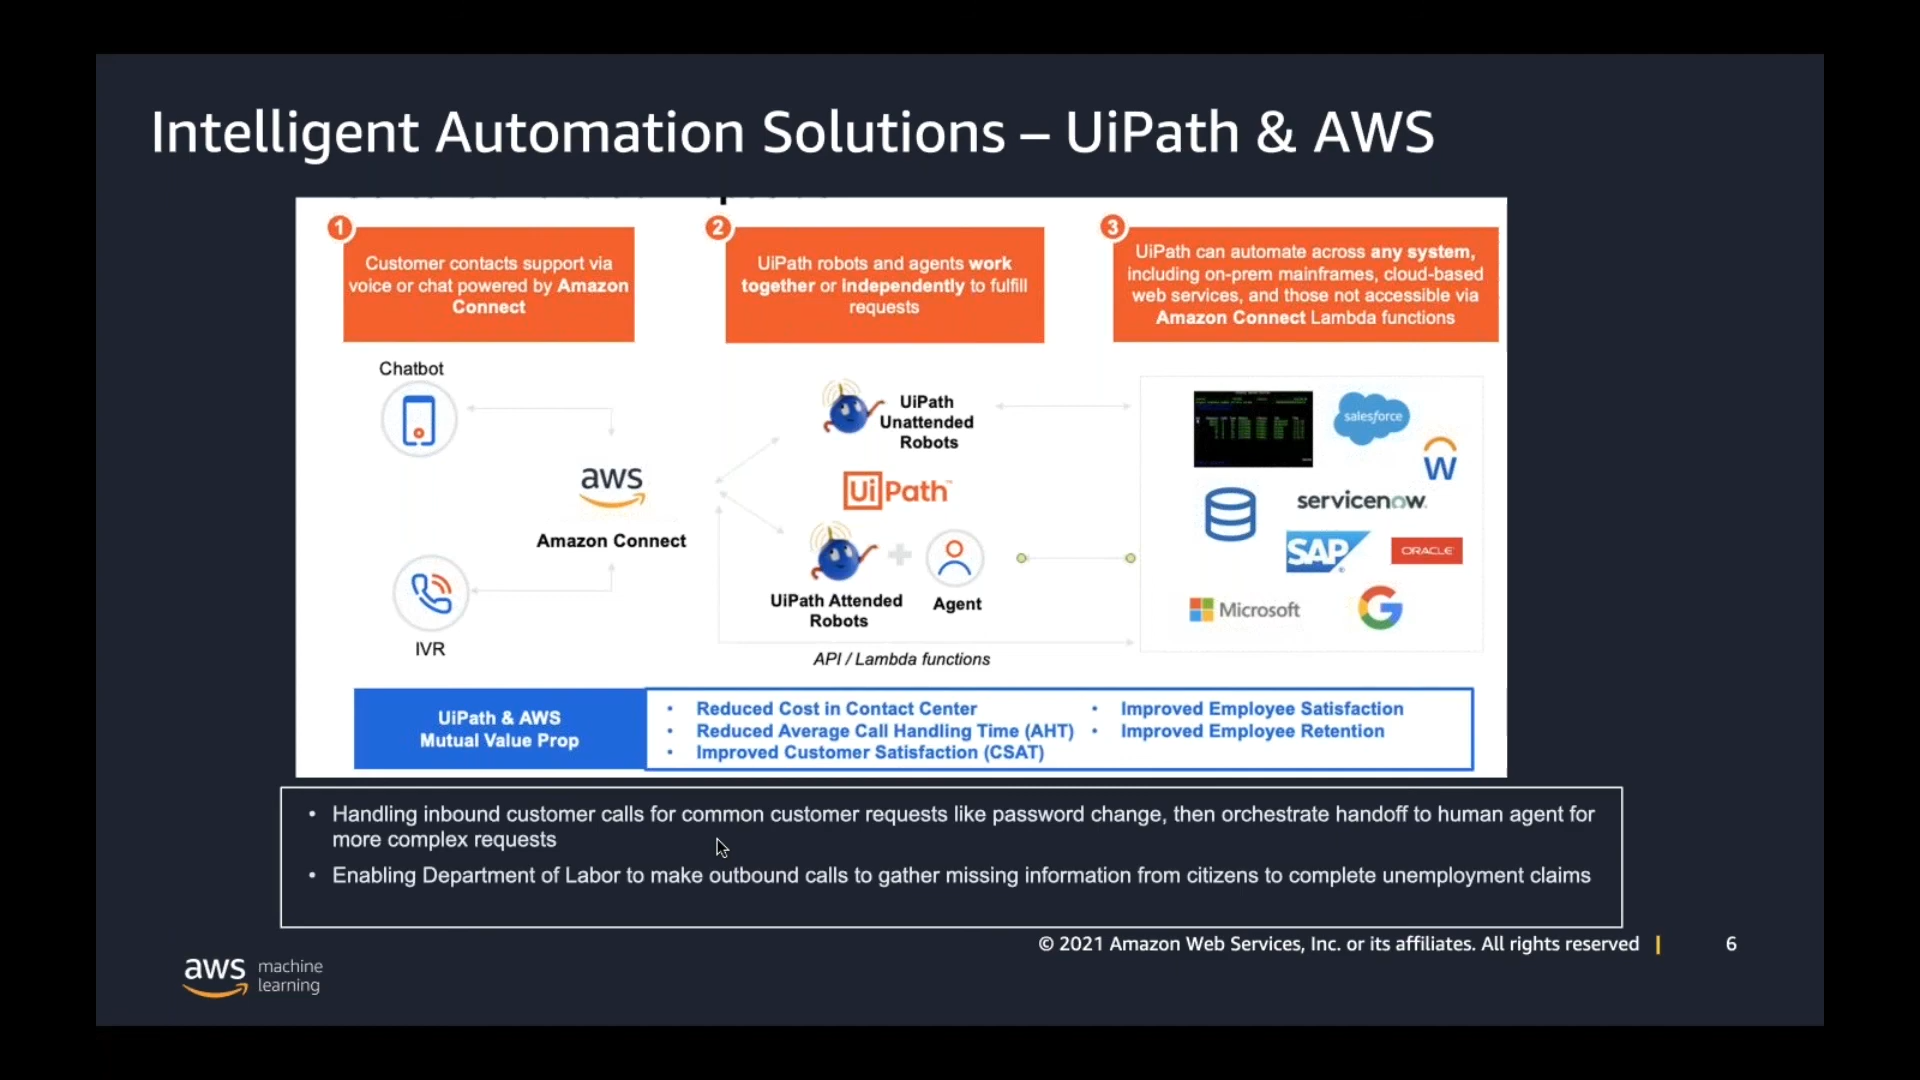 Intelligent Automation Solutions – UiPath & AWS
1
Customer contacts support via
voice or chat powered by Amazon
Connect
2
UiPath robots and agents work
together or independently to fulfill
requests
3
UiPath can automate across any system,
including on-prem mainframes, cloud-based
web services, and those not accessible via
Amazon Connect Lambda functions
Chatbot
aws
Amazon Connect
IVR
UiPath
Unattended
Robots
UiPath™
UiPath Attended
Robots
Agent
API / Lambda functions
salesforce
W
servicenow.
SAP®
ORACLE
Microsoft
G
UiPath & AWS
Mutual Value Prop
• Reduced Cost in Contact Center
• Reduced Average Call Handling Time (AHT)
• Improved Customer Satisfaction (CSAT)
• Improved Employee Satisfaction
• Improved Employee Retention
• Handling inbound customer calls for common customer requests like password change, then orchestrate handoff to human agent for
more complex requests
• Enabling Department of Labor to make outbound calls to gather missing information from citizens to complete unemployment claims
© 2021 Amazon Web Services, Inc. or its affiliates. All rights reserved |
6
aws machine
learning